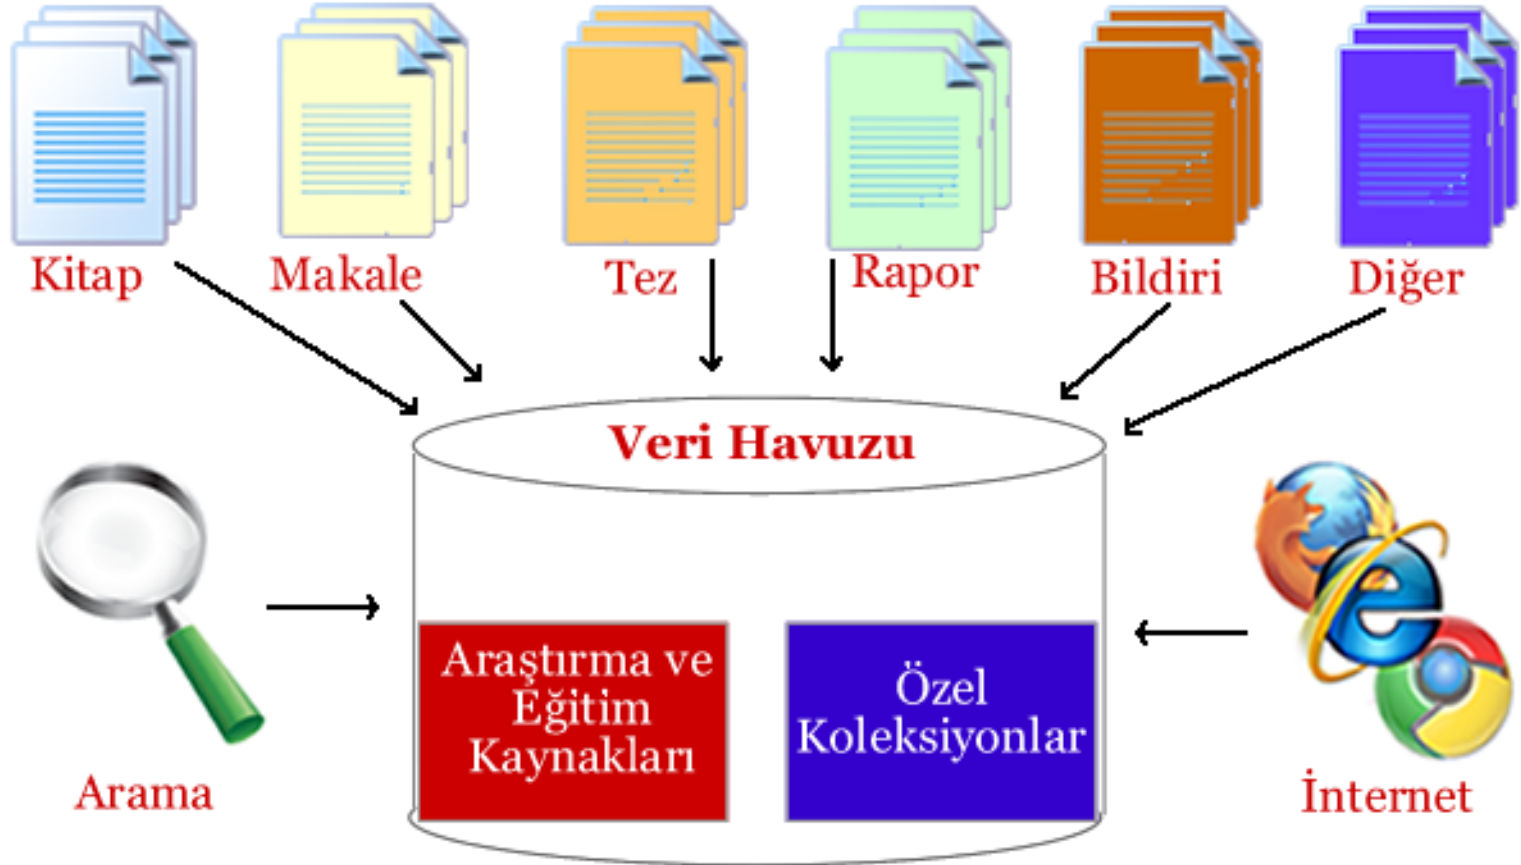 Kitap
Makale
Tez
Rapor
Bildiri
Diğer
Veri Havuzu
Araştırma ve
Eğitim
Kaynakları
Özel
Koleksiyonlar
Arama
İnternet